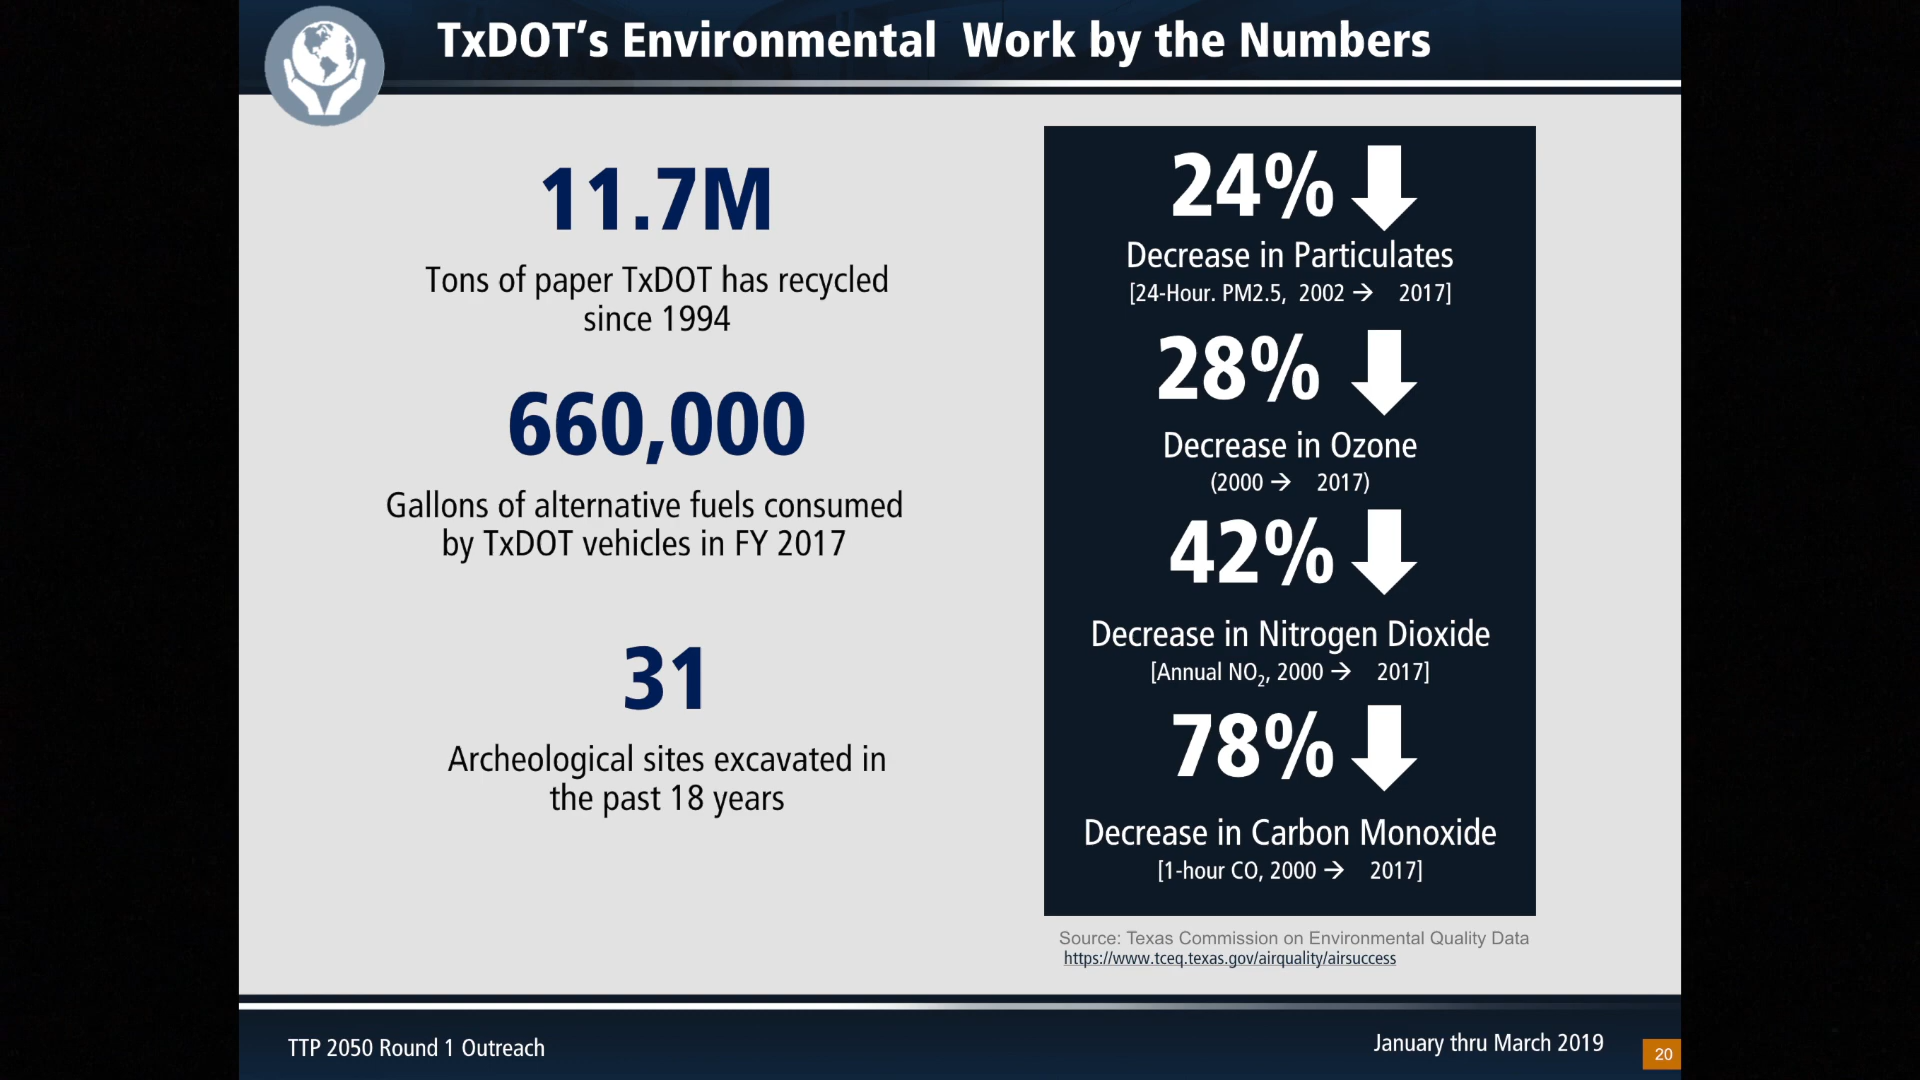 TxDOT's Environmental Work by the Numbers
11.7M
Tons of paper TxDOT has recycled
since 1994
660,000
Gallons of alternative fuels consumed
by TxDOT vehicles in FY 2017
31
Archeological sites excavated in
the past 18 years
24%
Decrease in Particulates
[24-Hour. PM2.5, 2002 → 2017]
28%
Decrease in Ozone
(2000 → 2017)
42%
Decrease in Nitrogen Dioxide
[Annual NO₂, 2000 → 2017]
78%
Decrease in Carbon Monoxide
[1-hour CO, 2000 → 2017]
Source: Texas Commission on Environmental Quality Data
https://www.tceq.texas.gov/airquality/airsuccess
TTP 2050 Round 1 Outreach
January thru March 2019
20